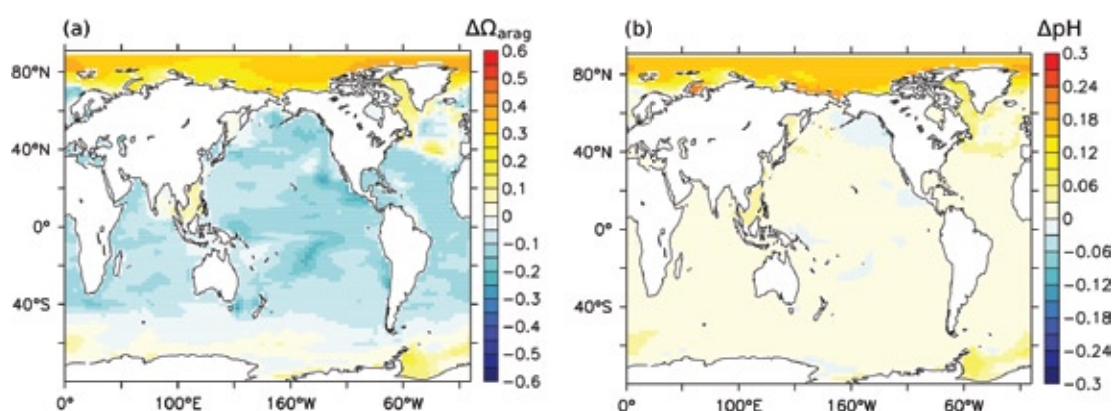 (a)
ΔΩarag
0.6
0.5
0.4
0.3
0.2
0.1
0
−0.1
−0.2
−0.3
−0.4
−0.5
−0.6
80°N
40°N
0°
40°S
0° 100°E 160°W 60°W
(b)
ΔpH
0.3
0.24
0.18
0.12
0.06
0
−0.06
−0.12
−0.18
−0.24
−0.3
80°N
40°N
0°
40°S
0° 100°E 160°W 60°W